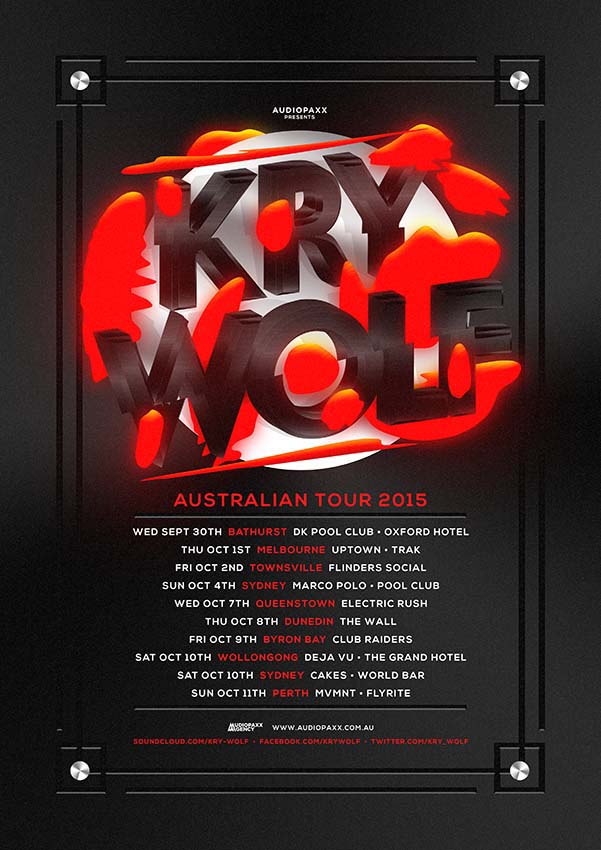 AUDIOPAXX
PRESENTS
KRY
WOLF
AUSTRALIAN TOUR 2015
WED SEPT 30TH BATHURST DK POOL CLUB • OXFORD HOTEL
THU OCT 1ST MELBOURNE UPTOWN • TRAK
FRI OCT 2ND TOWNSVILLE FLINDERS SOCIAL
SUN OCT 4TH SYDNEY MARCO POLO • POOL CLUB
WED OCT 7TH QUEENSTOWN ELECTRIC RUSH
THU OCT 8TH DUNEDIN THE WALL
FRI OCT 9TH BYRON BAY CLUB RAIDERS
SAT OCT 10TH WOLLONGONG DEJA VU • THE GRAND HOTEL
SAT OCT 10TH SYDNEY CAKES • WORLD BAR
SUN OCT 11TH PERTH MVMNT • FLYRITE
AUDIOPAXX
AGENCY
WWW.AUDIOPAXX.COM.AU
SOUNDCLOUD.COM/KRY-WOLF • FACEBOOK.COM/KRYWOLF • TWITTER.COM/KRY_WOLF